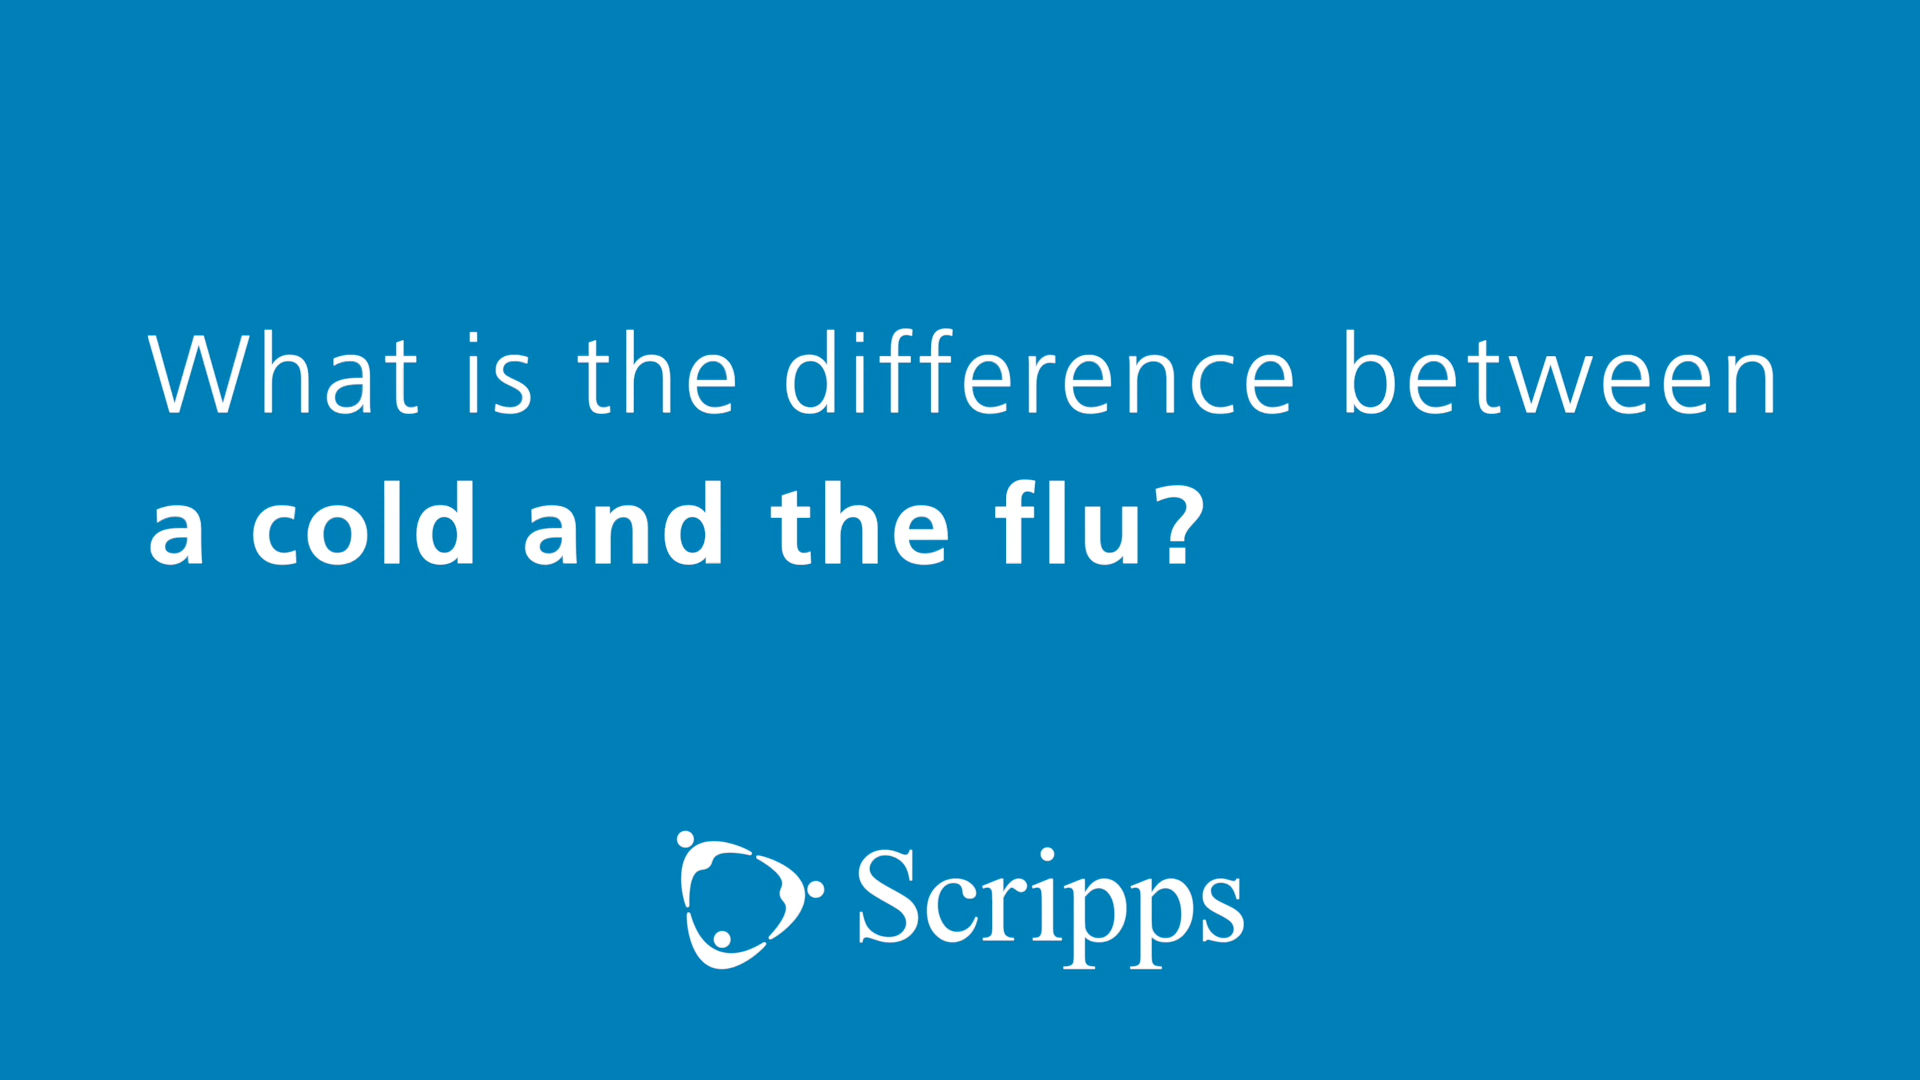 What is the difference between
a cold and the flu?
Scripps